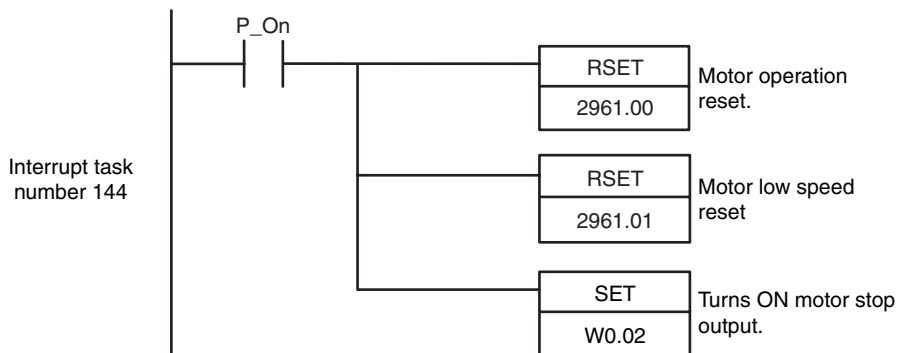 P_On
RSET
2961.00
Motor operation
reset.
Interrupt task
number 144
RSET
2961.01
Motor low speed
reset
SET
W0.02
Turns ON motor stop
output.